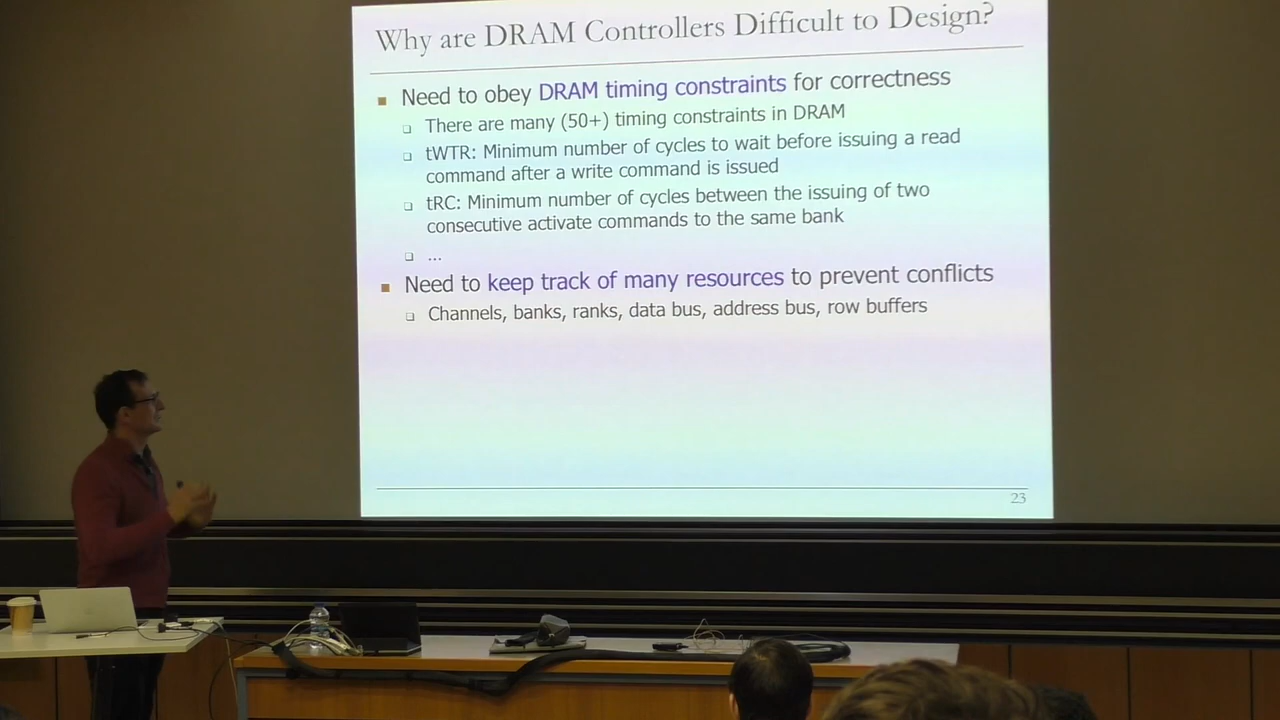 Why are DRAM Controllers Difficult to Design?
Need to obey DRAM timing constraints for correctness
There are many (50+) timing constraints in DRAM
tWTR: Minimum number of cycles to wait before issuing a read
command after a write command is issued
tRC: Minimum number of cycles between the issuing of two
consecutive activate commands to the same bank
...
Need to keep track of many resources to prevent conflicts
Channels, banks, ranks, data bus, address bus, row buffers
23